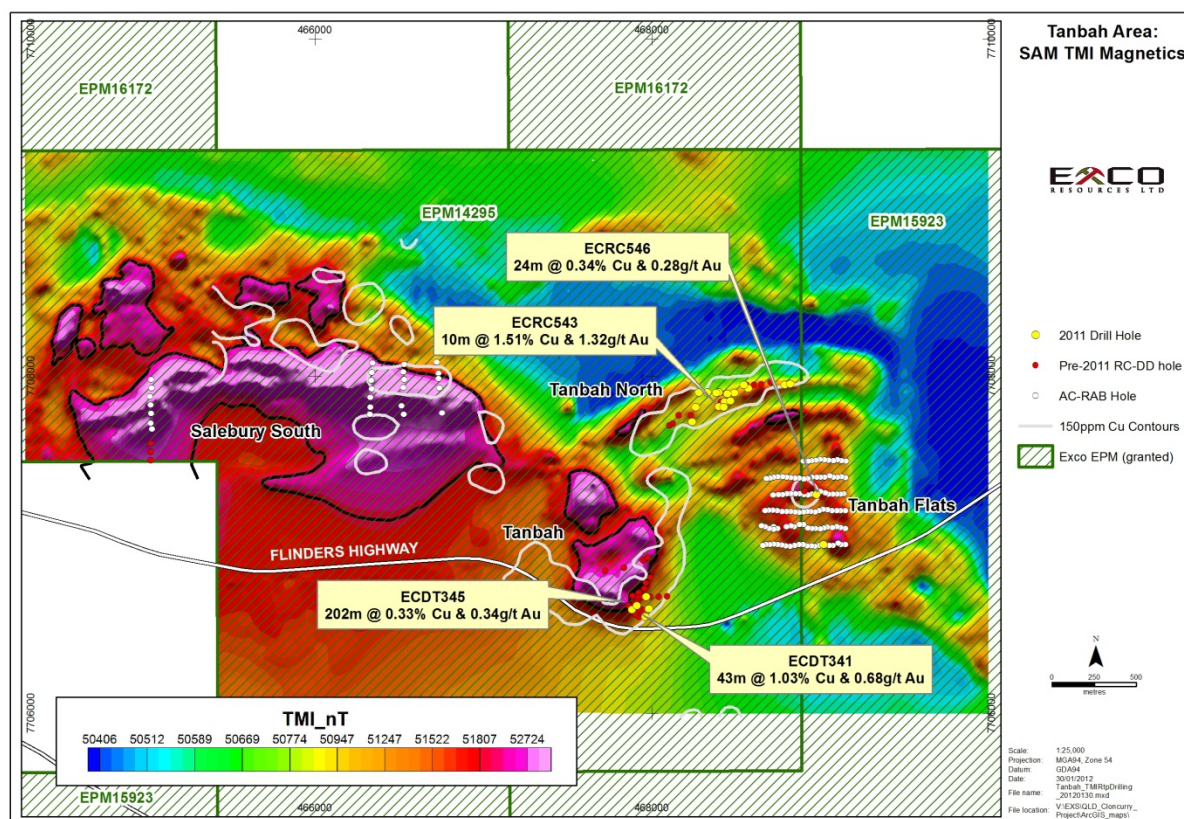 466000
468000
7710000
7710000
Tanbah Area:
SAM TMI Magnetics
EPM16172
EPM16172
EXCO
RESOURCES LTD
EPM14295
EPM15923
ECRC546
24m @ 0.34% Cu & 0.28g/t Au
ECRC543
10m @ 1.51% Cu & 1.32g/t Au
2011 Drill Hole
Pre-2011 RC-DD hole
AC-RAB Hole
150ppm Cu Contours
Exco EPM (granted)
7708000
7708000
Tanbah North
Salebury South
Tanbah Flats
Tanbah
FLINDERS HIGHWAY
ECDT345
202m @ 0.33% Cu & 0.34g/t Au
ECDT341
43m @ 1.03% Cu & 0.68g/t Au
N
0 250 500
metres
7706000
7706000
TMI_nT
50406 50512 50589 50669 50774 50947 51247 51522 51807 52724
EPM15923
466000
468000
Scale: 1:25,000
Projection: MGA94, Zone 54
Datum: GDA94
Date: 30/01/2012
File name: Tanbah_TMIRtpDrilling
_20120130.mxd
File location: V:\EXS\QLD_Cloncurry_
Project\ArcGIS_maps\